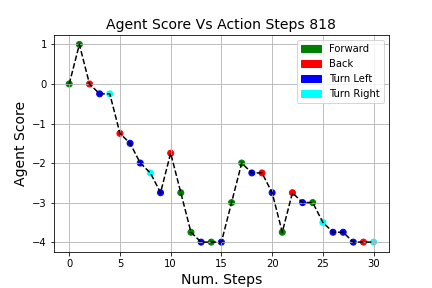 Agent Score Vs Action Steps 818
Agent Score
1
0
−1
−2
−3
−4
Forward
Back
Turn Left
Turn Right
0 5 10 15 20 25 30
Num. Steps